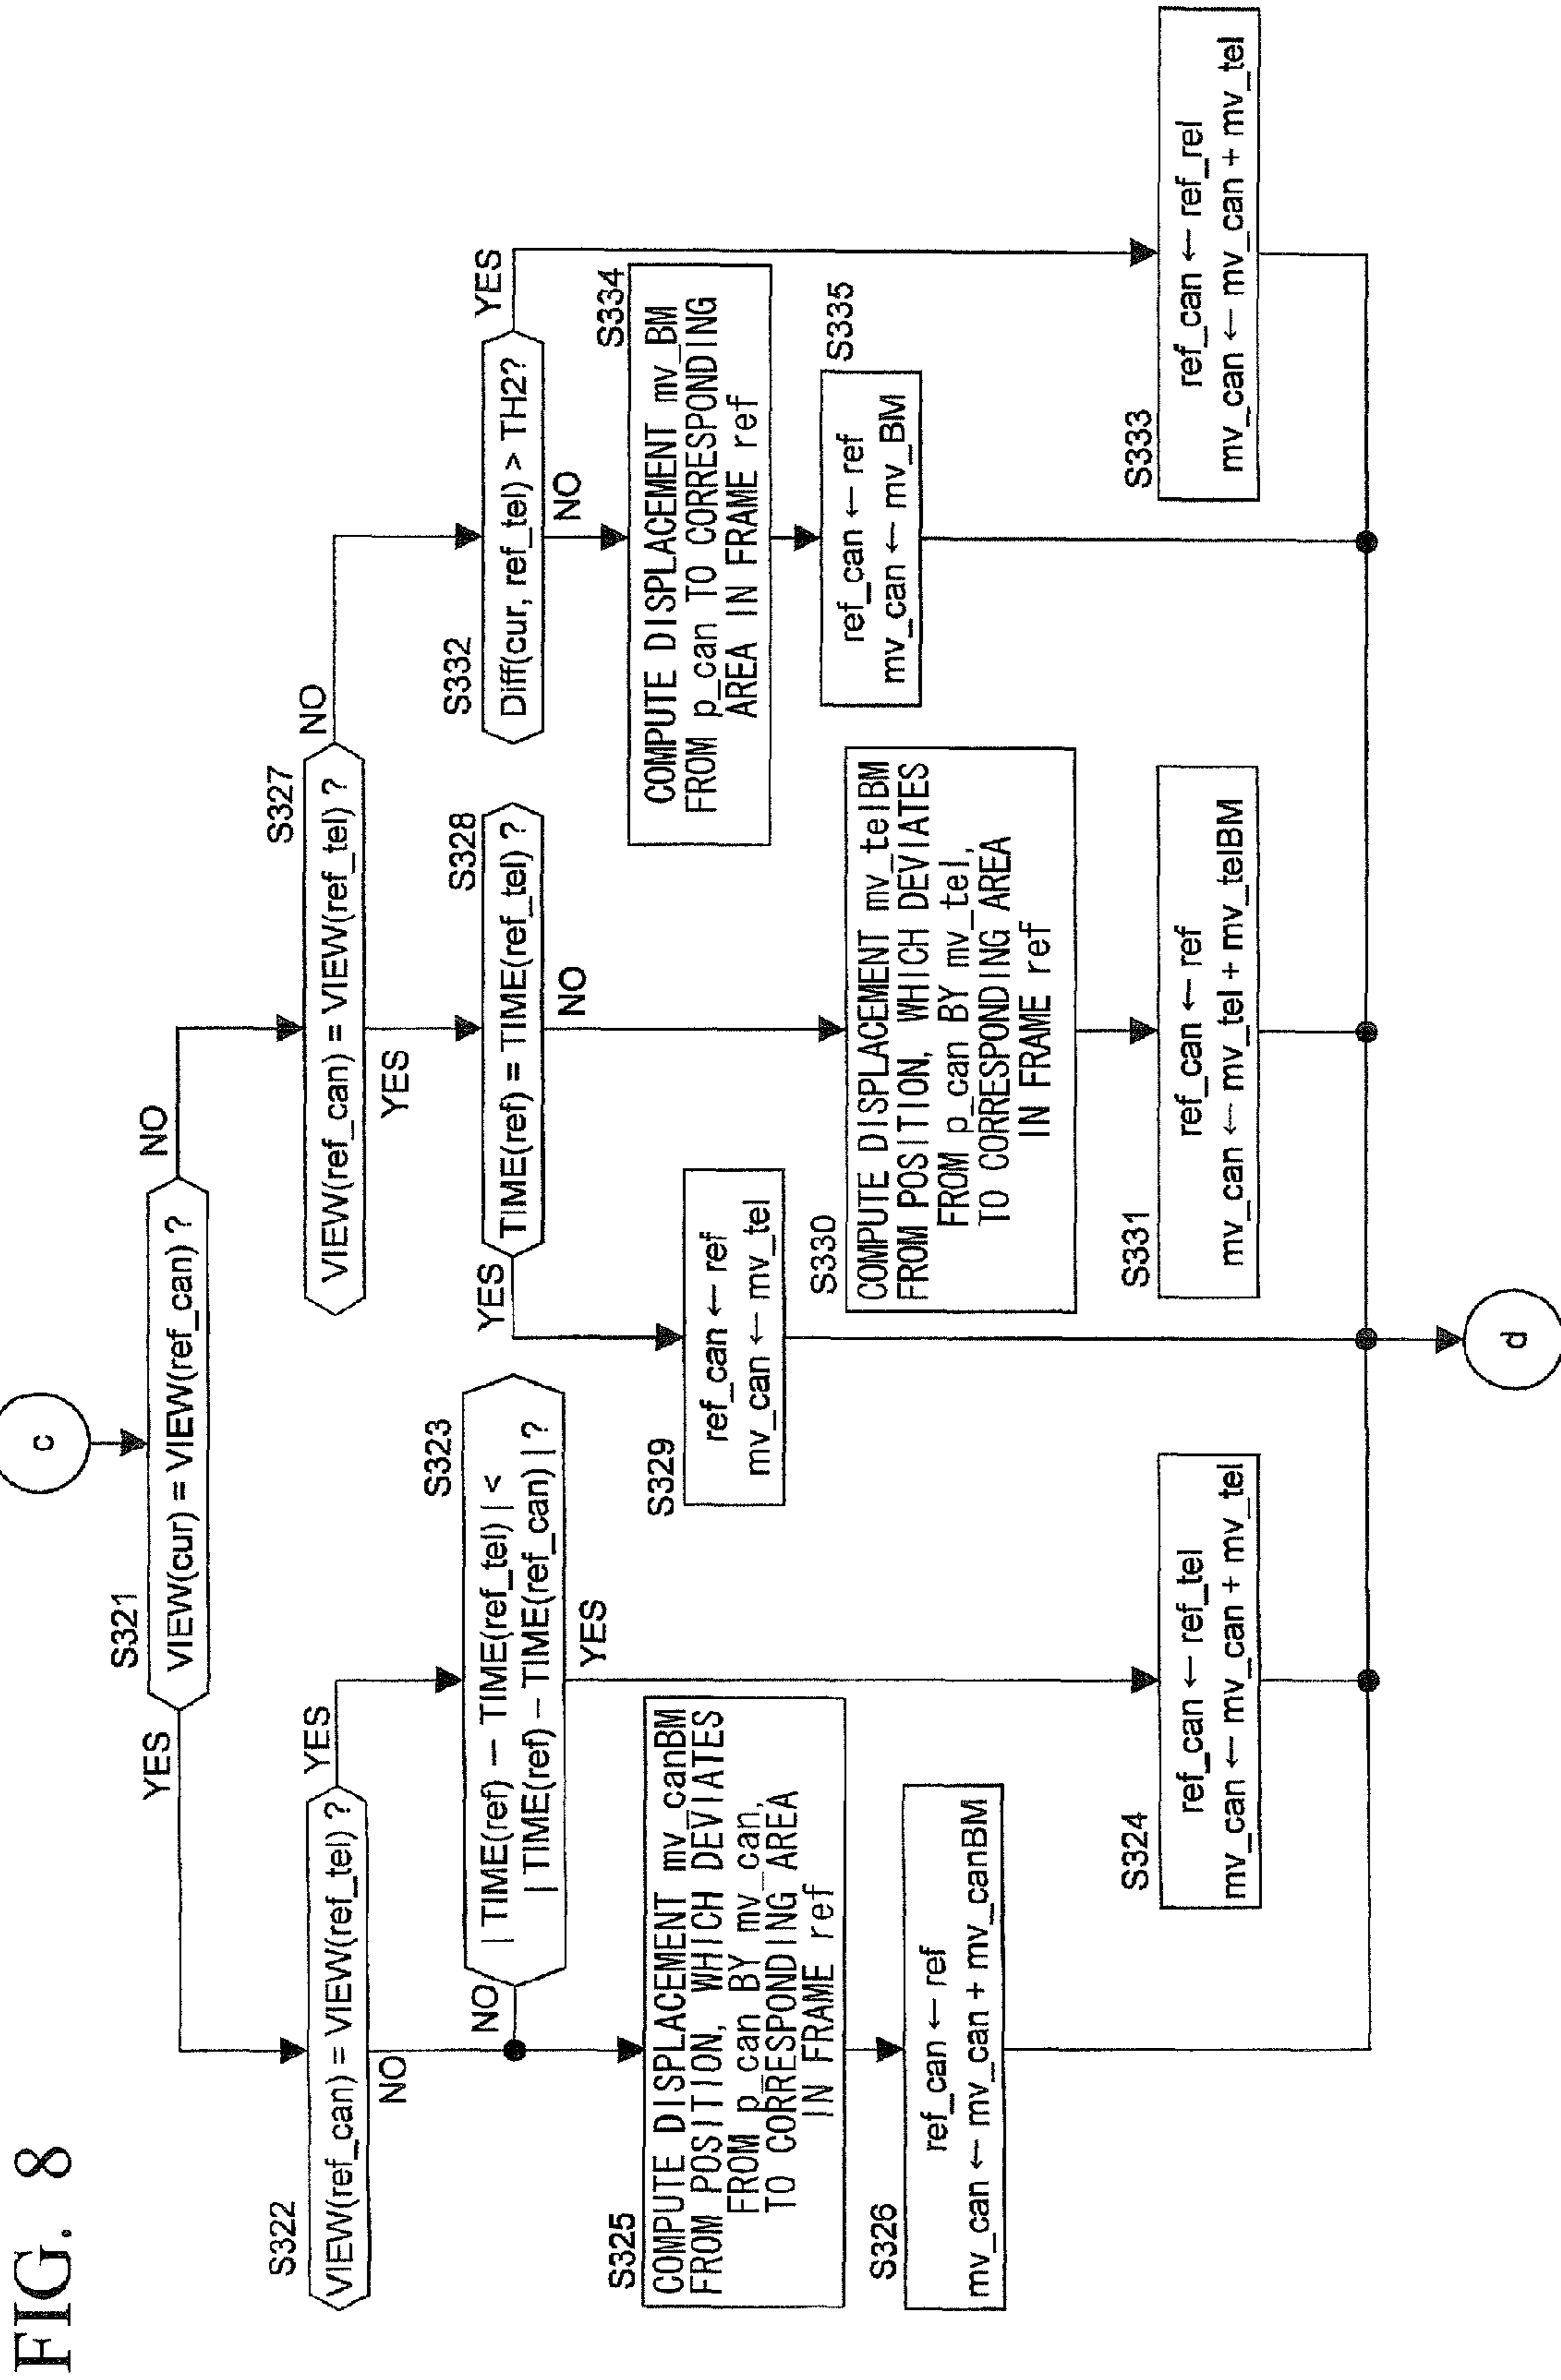 FIG. 8
c
S321
VIEW(cur) = VIEW(ref_can) ?
YES
NO
S322
VIEW(ref_can) = VIEW(ref_tel) ?
YES
NO
S323
| TIME(ref) – TIME(ref_tel) | <
| TIME(ref) – TIME(ref_can) | ?
NO
YES
S325
COMPUTE DISPLACEMENT mv_canBM
FROM POSITION, WHICH DEVIATES
FROM p_can BY mv_can,
TO CORRESPONDING AREA
IN FRAME ref
S326
ref_can ← ref
mv_can ← mv_can + mv_canBM
S324
ref_can ← ref_tel
mv_can ← mv_can + mv_tel
S327
VIEW(ref_can) = VIEW(ref_tel) ?
NO
YES
S328
TIME(ref) = TIME(ref_tel) ?
YES
NO
S329
ref_can ← ref
mv_can ← mv_tel
S330
COMPUTE DISPLACEMENT mv_telBM
FROM POSITION, WHICH DEVIATES
FROM p_can BY mv_tel,
TO CORRESPOND ING AREA
IN FRAME ref
S331
ref_can ← ref
mv_can ← mv_tel + mv_telBM
S332
Diff(cur, ref_tel) > TH2?
YES
NO
S334
COMPUTE DISPLACEMENT mv_BM
FROM p_can TO CORRESPONDING
AREA IN FRAME ref
S335
ref_can ← ref
mv_can ← mv_BM
S333
ref_can ← ref_rel
mv_can ← mv_can + mv_tel
d